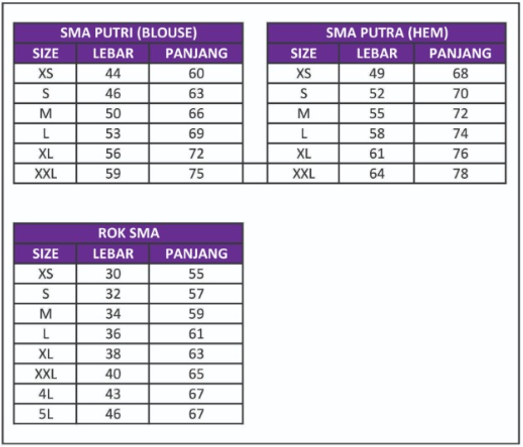 SMA PUTRI (BLOUSE)
SIZE LEBAR PANJANG
XS 44 60
S 46 63
M 50 66
L 53 69
XL 56 72
XXL 59 75
SMA PUTRA (HEM)
SIZE LEBAR PANJANG
XS 49 68
S 52 70
M 55 72
L 58 74
XL 61 76
XXL 64 78
ROK SMA
SIZE LEBAR PANJANG
XS 30 55
S 32 57
M 34 59
L 36 61
XL 38 63
XXL 40 65
4L 43 67
5L 46 67